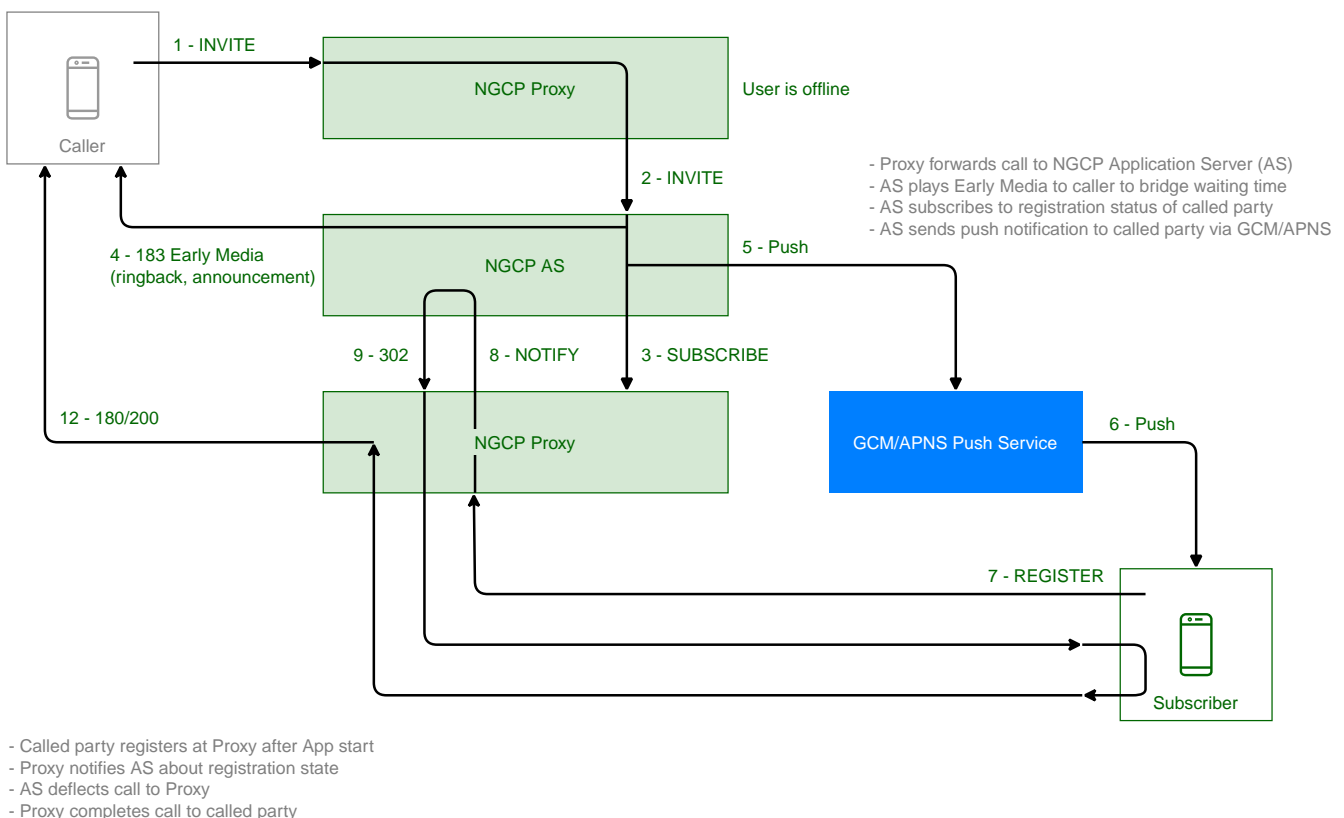 1 - INVITE
NGCP Proxy
User is offline
Caller
2 - INVITE
- Proxy forwards call to NGCP Application Server (AS)
- AS plays Early Media to caller to bridge waiting time
- AS subscribes to registration status of called party
- AS sends push notification to called party via GCM/APNS
4 - 183 Early Media
(ringback, announcement)
NGCP AS
5 - Push
9 - 302
8 - NOTIFY
3 - SUBSCRIBE
12 - 180/200
NGCP Proxy
GCM/APNS Push Service
6 - Push
7 - REGISTER
Subscriber
- Called party registers at Proxy after App start
- Proxy notifies AS about registration state
- AS deflects call to Proxy
- Proxy completes call to called party